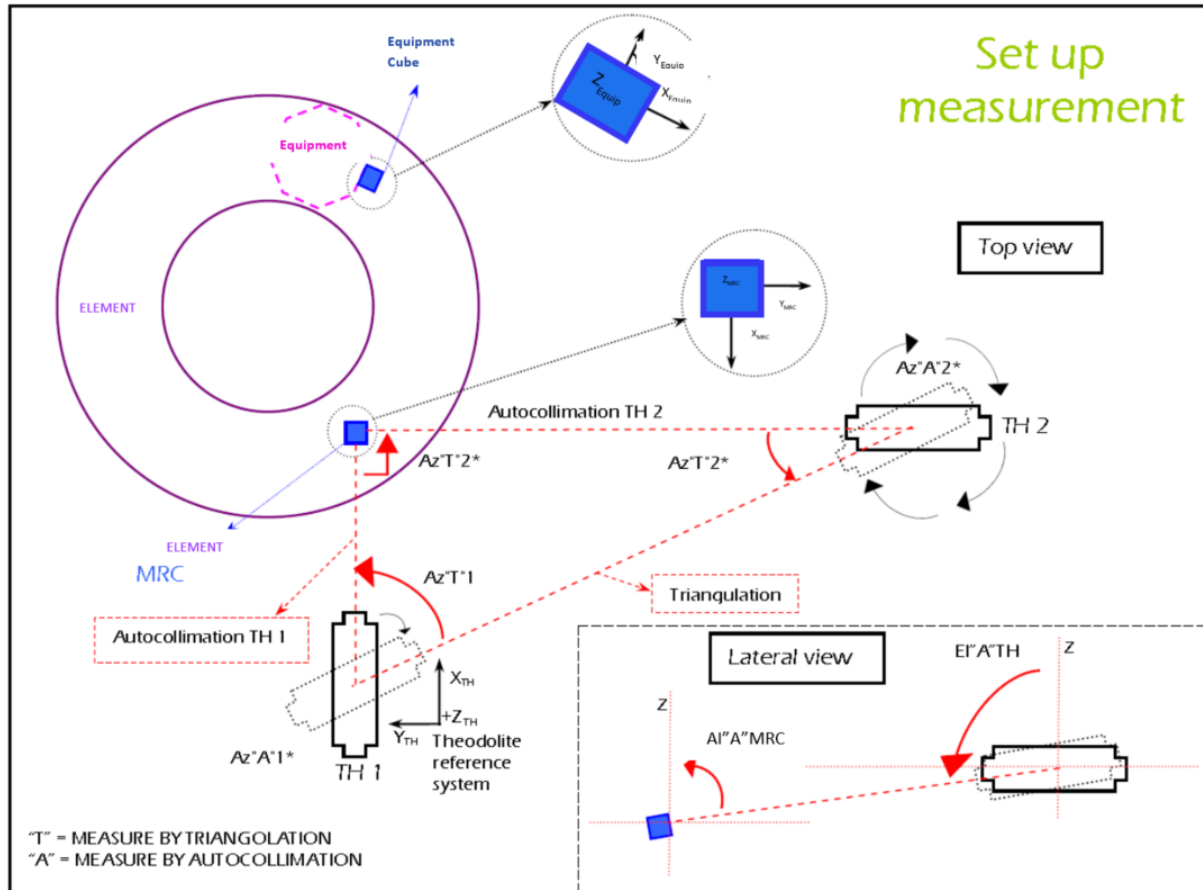 Set up
measurement
Equipment
Cube
Y Equip
Z Equip
X Equip
Equipment
Top view
ELEMENT
Z MRC
Y MRC
X MRC
Az"A"2*
Autocollimation TH 2
TH 2
Az"T"2*
Az"T"2*
ELEMENT
MRC
Az"T"1
Triangulation
Autocollimation TH 1
Lateral view
El"A"TH
Z
Z
X TH
+Z TH
Y TH
Theodolite
reference
system
Az"A"1*
TH 1
AI"A"MRC
"T" = MEASURE BY TRIANGOLATION
"A" = MEASURE BY AUTOCOLLIMATION